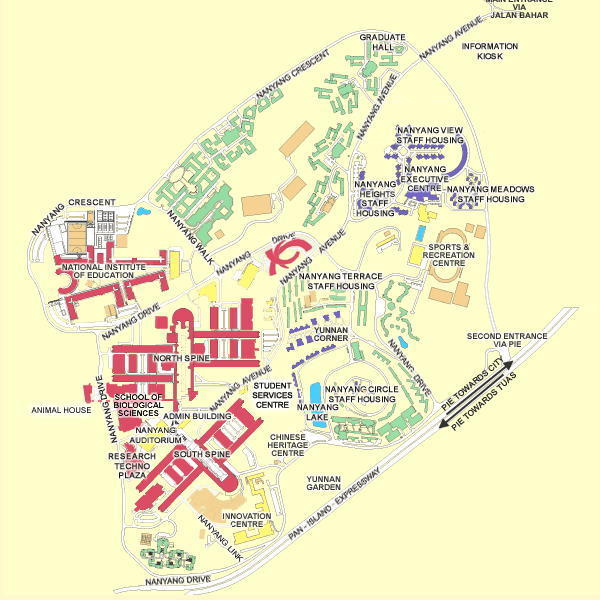 MAIN ENTRANCE
VIA
JALAN BAHAR
GRADUATE
HALL
NANYANG AVENUE
INFORMATION
KIOSK
NANYANG CRESCENT
NANYANG AVENUE
NANYANG VIEW
STAFF HOUSING
NANYANG
EXECUTIVE
CENTRE
NANYANG
HEIGHTS
STAFF
HOUSING
NANYANG MEADOWS
STAFF HOUSING
NANYANG CRESCENT
NANYANG WALK
NANYANG DRIVE
NANYANG AVENUE
SPORTS &
RECREATION
CENTRE
NATIONAL INSTITUTE
OF EDUCATION
NANYANG TERRACE
STAFF HOUSING
NANYANG DRIVE
YUNNAN
CORNER
SECOND ENTRANCE
VIA PIE
NORTH SPINE
NANYANG DRIVE
NANYANG AVENUE
PIE TOWARDS CITY
PIE TOWARDS TUAS
NANYANG DRIVE
STUDENT
SERVICES
CENTRE
NANYANG CIRCLE
STAFF HOUSING
SCHOOL OF
BIOLOGICAL
SCIENCES
ANIMAL HOUSE
NANYANG
LAKE
ADMIN BUILDING
NANYANG
AUDITORIUM
CHINESE
HERITAGE
CENTRE
RESEARCH
TECHNO
PLAZA
SOUTH SPINE
YUNNAN
GARDEN
INNOVATION
CENTRE
PAN - ISLAND - EXPRESSWAY
NANYANG LINK
NANYANG DRIVE